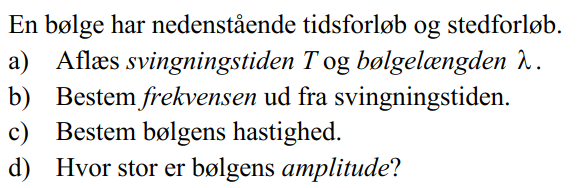 En bølge har nedenstående tidsforløb og stedforløb.
a) Aflæs svingningstiden T og bølgelængden λ.
b) Bestem frekvensen ud fra svingningstiden.
c) Bestem bølgens hastighed.
d) Hvor stor er bølgens amplitude?